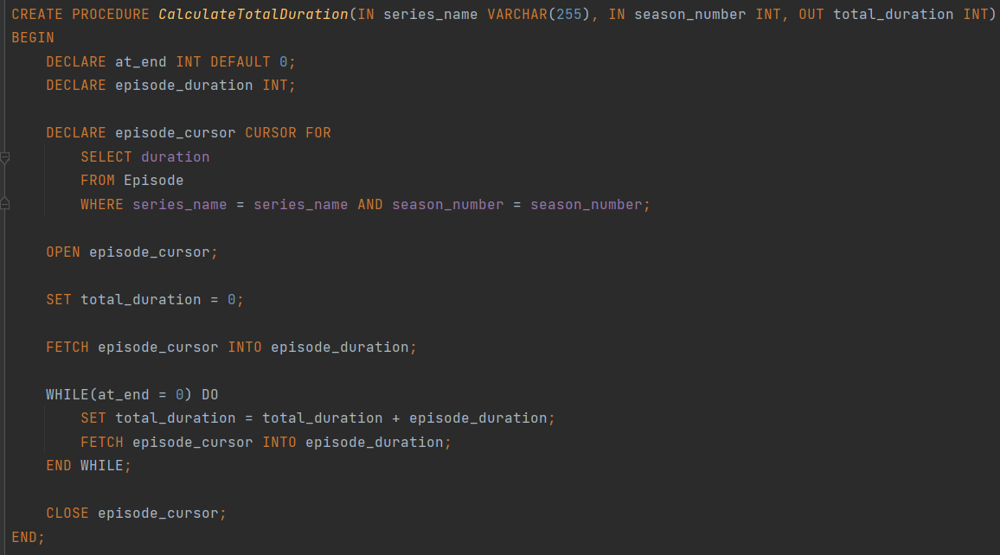 CREATE PROCEDURE CalculateTotalDuration(IN series_name VARCHAR(255), IN season_number INT, OUT total_duration INT)
BEGIN
    DECLARE at_end INT DEFAULT 0;
    DECLARE episode_duration INT;

    DECLARE episode_cursor CURSOR FOR
        SELECT duration
        FROM Episode
        WHERE series_name = series_name AND season_number = season_number;

    OPEN episode_cursor;

    SET total_duration = 0;

    FETCH episode_cursor INTO episode_duration;

    WHILE(at_end = 0) DO
        SET total_duration = total_duration + episode_duration;
        FETCH episode_cursor INTO episode_duration;
    END WHILE;

    CLOSE episode_cursor;
END;